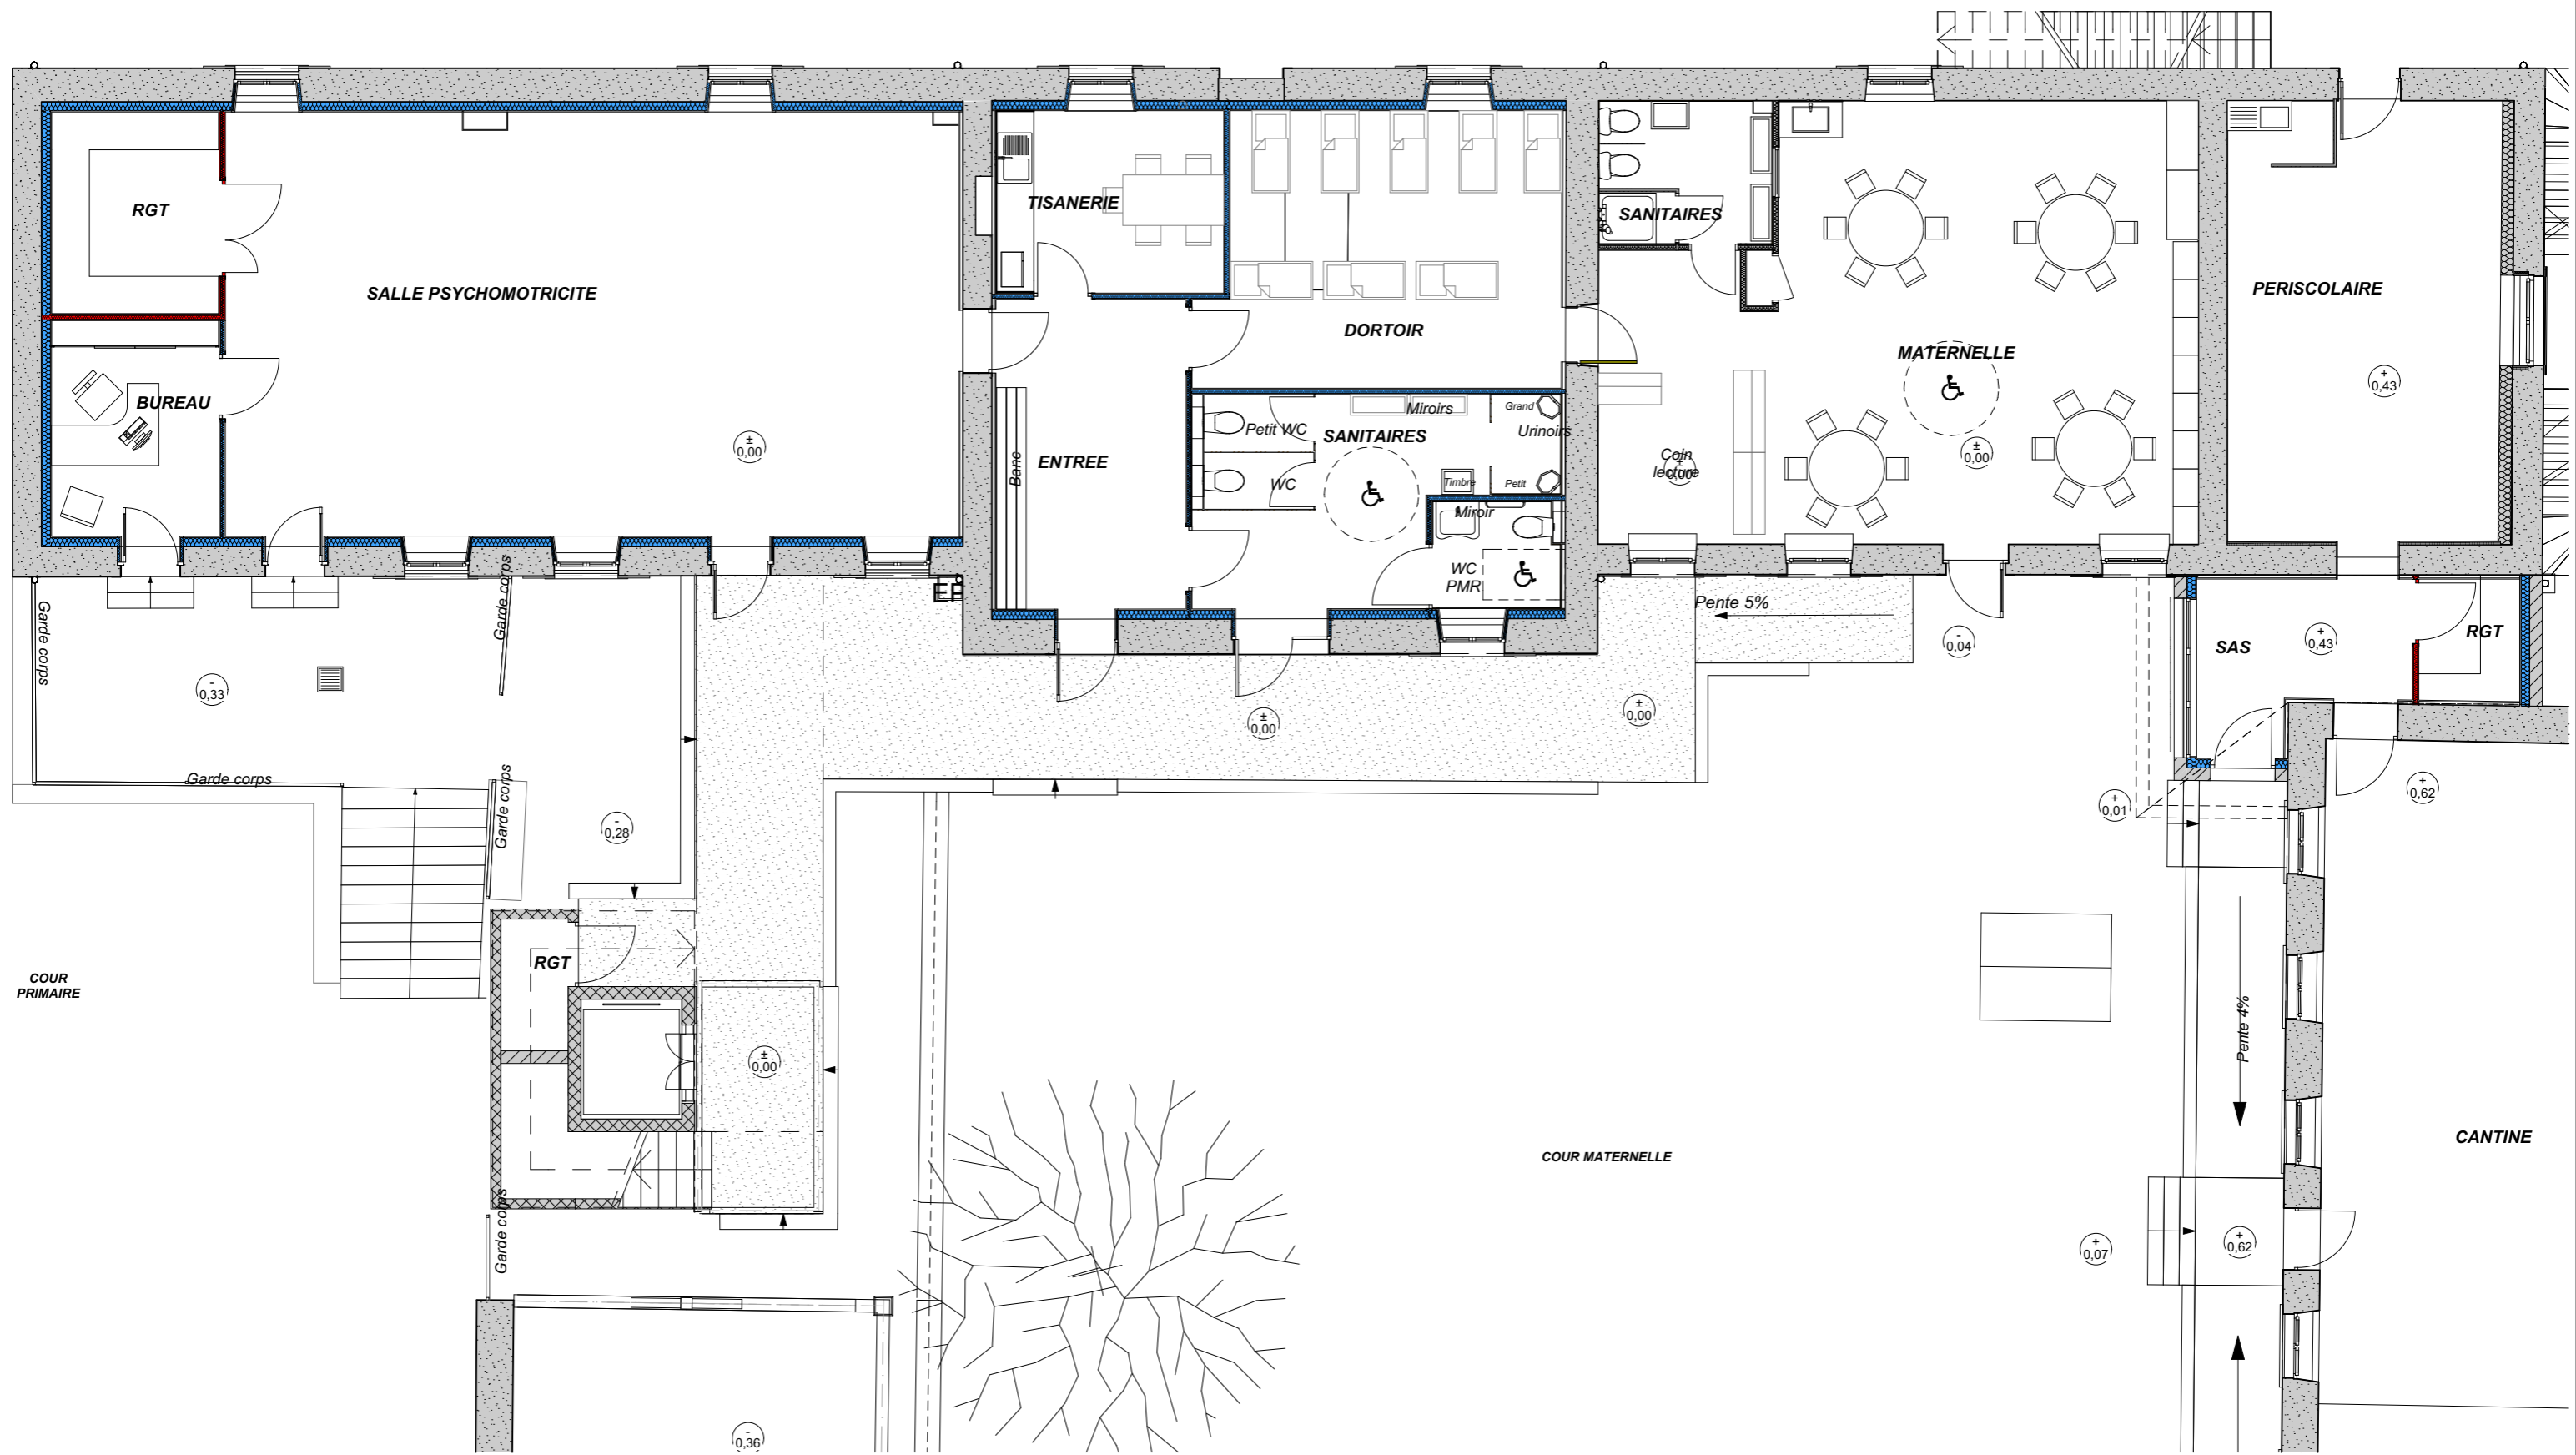 RGT
TISANERIE
SANITAIRES
SALLE PSYCHOMOTRICITE
PERISCOLAIRE
DORTOIR
MATERNELLE
+
0,43
BUREAU
Miroirs
Grand
Petit WC
SANITAIRES
Urinoirs
±
0,00
ENTREE
Banc
Coin
lecture
±
0,00
±
0,00
WC
Timbre
Petit
Miroir
WC
PMR
Garde corps
Garde corps
EP
Pente 5%
-
0,04
SAS
+
0,43
RGT
-
0,33
±
0,00
±
0,00
Garde corps
Garde corps
-
0,28
+
0,01
+
0,62
RGT
COUR
PRIMAIRE
Pente 4%
±
0,00
CANTINE
COUR MATERNELLE
Garde corps
+
0,07
+
0,62
-
0,36